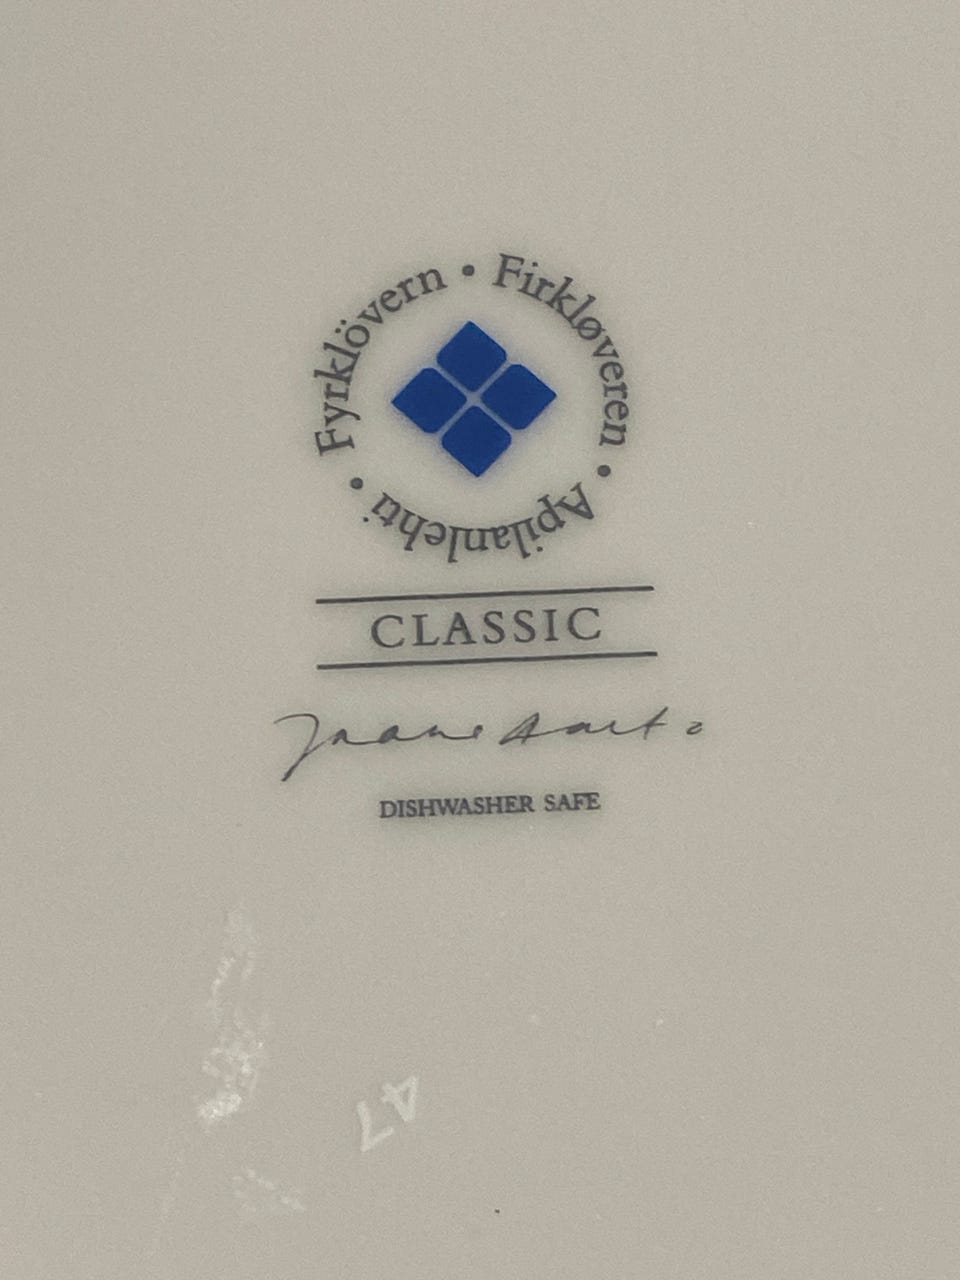 Fyrklövern • Firkløveren • Apilanlehti •
CLASSIC
DISHWASHER SAFE
47